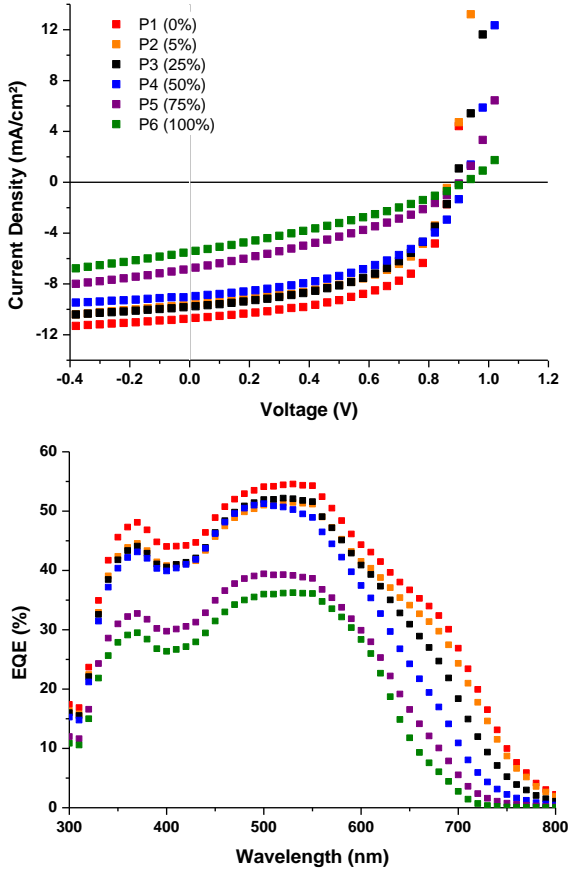 12
8
4
0
-4
-8
-12
Current Density (mA/cm²)
P1 (0%)
P2 (5%)
P3 (25%)
P4 (50%)
P5 (75%)
P6 (100%)
-0.4 -0.2 0.0 0.2 0.4 0.6 0.8 1.0 1.2
Voltage (V)
60
50
40
30
20
10
0
EQE (%)
300 400 500 600 700 800
Wavelength (nm)